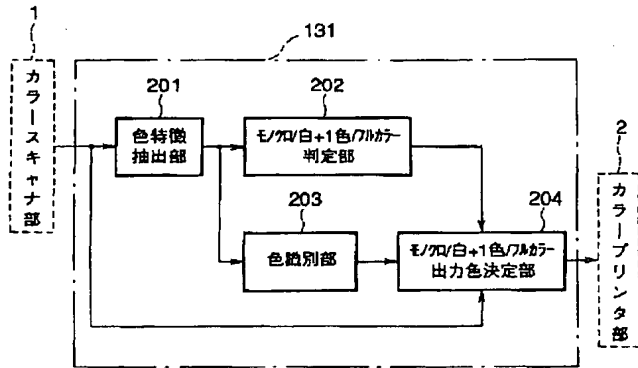 1
カラースキャナ部
131
201
色特徴
抽出部
202
モノクロ/白+1色/フルカラー
判定部
203
色識別部
204
モノクロ/白+1色/フルカラー
出力色決定部
2
カラープリンタ部